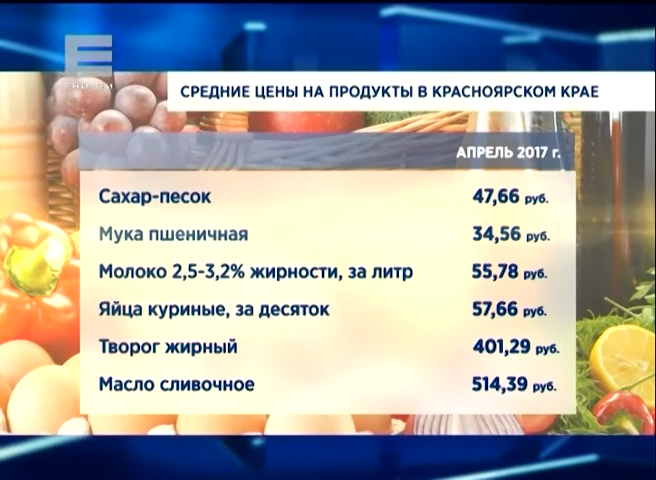 Е
ЕНИСЕЙ
СРЕДНИЕ ЦЕНЫ НА ПРОДУКТЫ В КРАСНОЯРСКОМ КРАЕ
АПРЕЛЬ 2017 г.
Сахар-песок 47,66 руб.
Мука пшеничная 34,56 руб.
Молоко 2,5-3,2% жирности, за литр 55,78 руб.
Яйца куриные, за десяток 57,66 руб.
Творог жирный 401,29 руб.
Масло сливочное 514,39 руб.